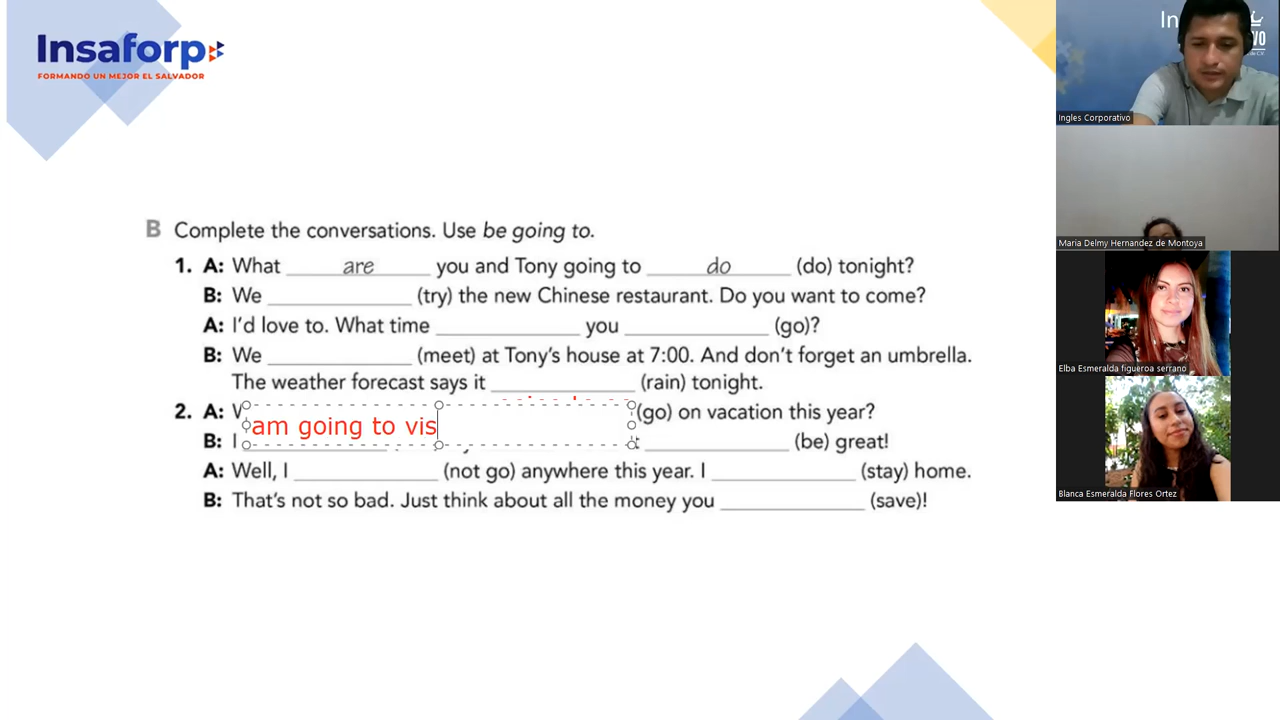 Insaforp
FORMANDO UN MEJOR EL SALVADOR
B Complete the conversations. Use be going to.
1. A: What are you and Tony going to do (do) tonight?
B: We (try) the new Chinese restaurant. Do you want to come?
A: I'd love to. What time you (go)?
B: We (meet) at Tony's house at 7:00. And don't forget an umbrella.
The weather forecast says it (rain) tonight.
2. A: (go) on vacation this year?
am going to vis
B: I (be) great!
A: Well, I (not go) anywhere this year. I (stay) home.
B: That's not so bad. Just think about all the money you (save)!
Ingles Corporativo
Maria Delmy Hernandez de Montoya
Elba Esmeralda figueroa serrano
Blanca Esmeralda Flores Ortez